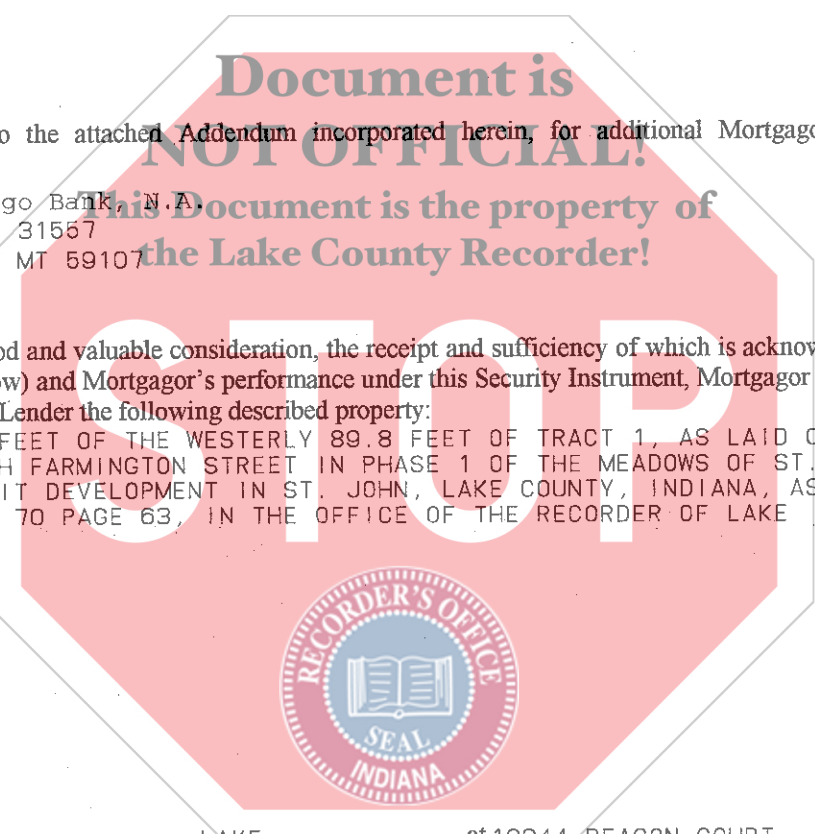 Document is
o the attached Addendum incorporated herein, for additional Mortgago
NOT OFFICIAL!
go Bank, N.A.
This Document is the property of
31557
MT 59107
the Lake County Recorder!
STOP
od and valuable consideration, the receipt and sufficiency of which is acknow
ow) and Mortgagor's performance under this Security Instrument, Mortgagor
Lender the following described property:
FEET OF THE WESTERLY 89.8 FEET OF TRACT 1, AS LAID O
H FARMINGTON STREET IN PHASE 1 OF THE MEADOWS OF ST.
IT DEVELOPMENT IN ST. JOHN, LAKE COUNTY, INDIANA, AS
70 PAGE 63, IN THE OFFICE OF THE RECORDER OF LAKE
RECORDER'S OFFICE
SEAL
INDIANA
LAKE
COURT